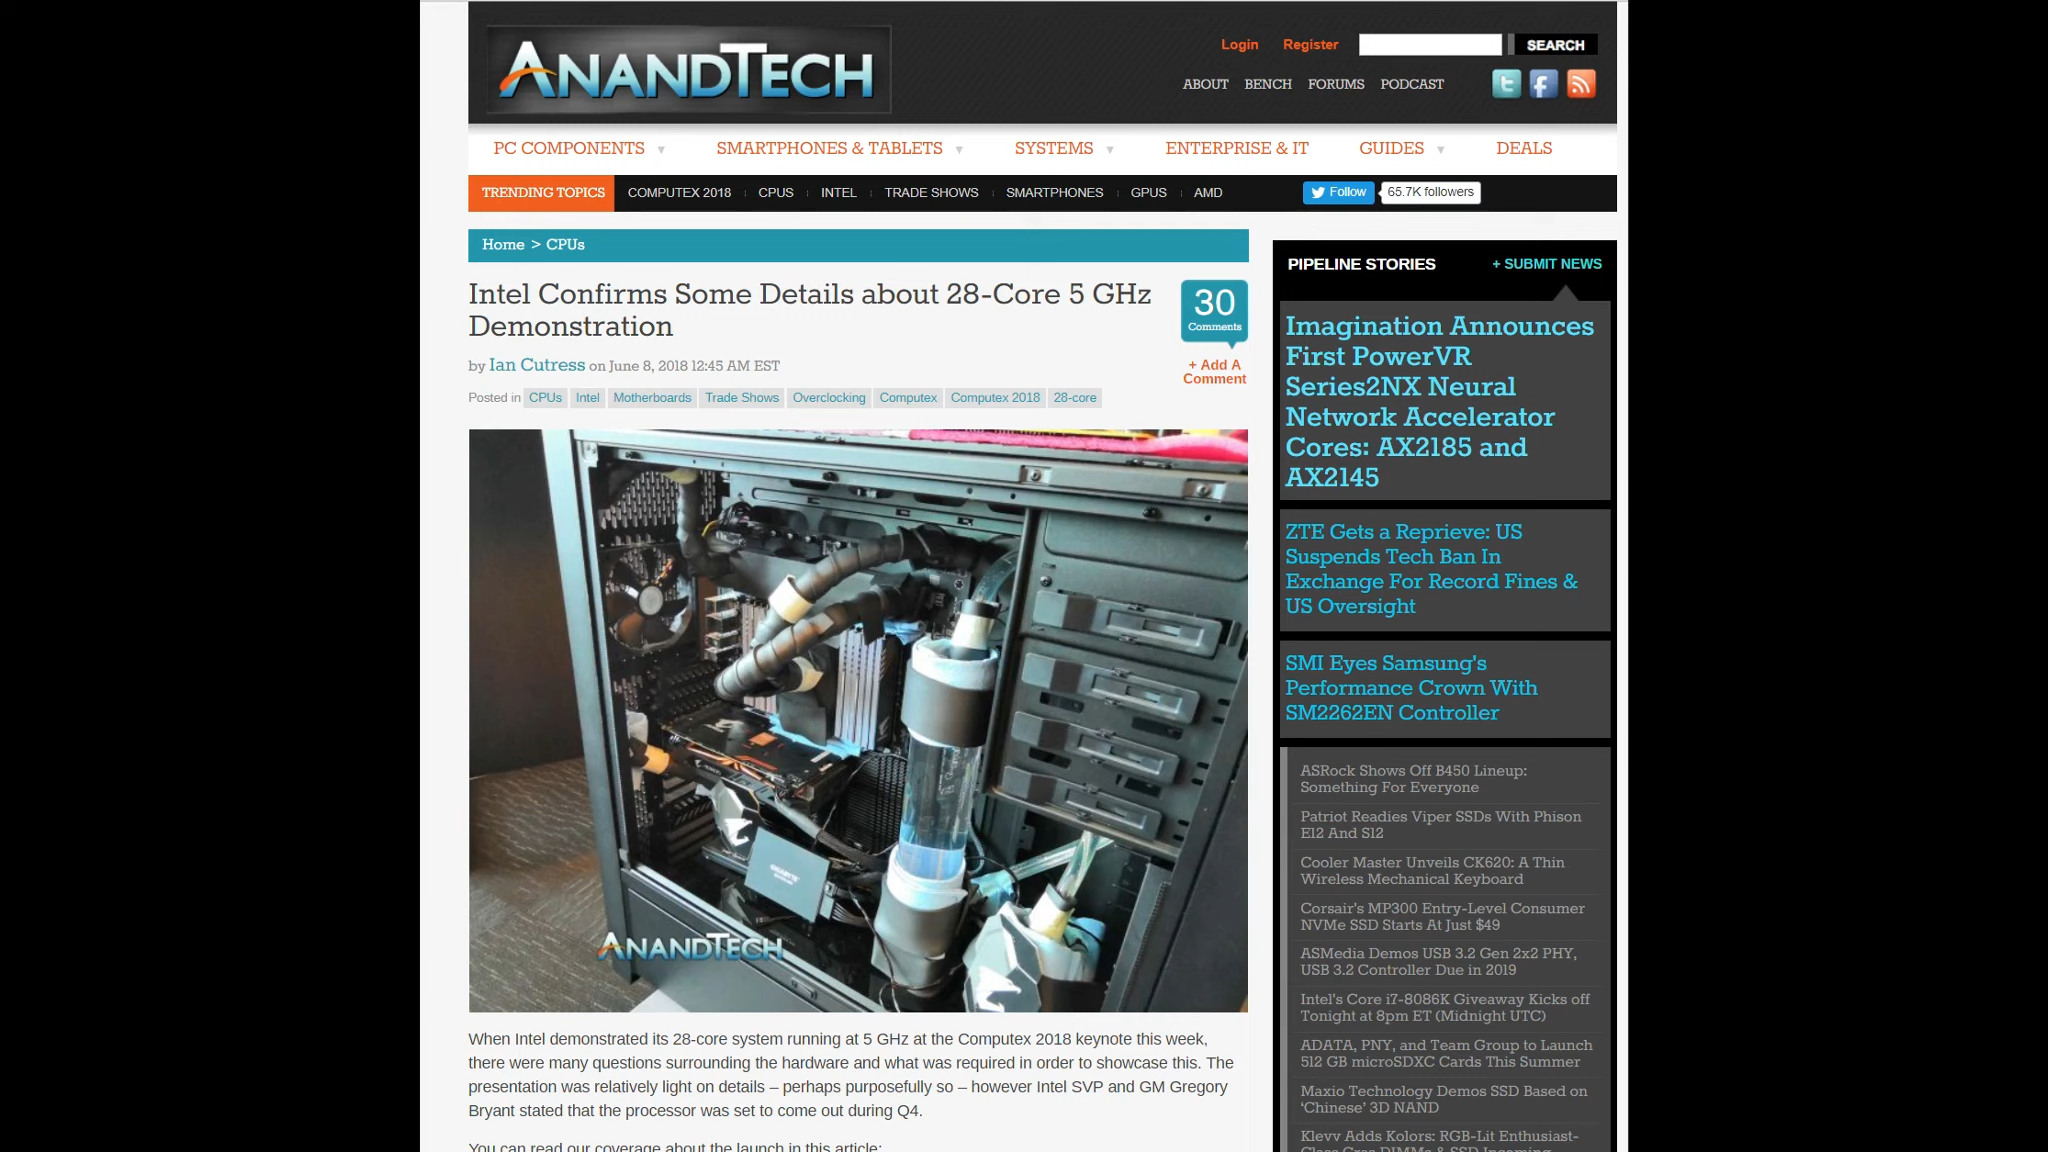 ANANDTECH
Login Register SEARCH
ABOUT BENCH FORUMS PODCAST
PC COMPONENTS SMARTPHONES & TABLETS SYSTEMS ENTERPRISE & IT GUIDES DEALS
TRENDING TOPICS COMPUTEX 2018 CPUS INTEL TRADE SHOWS SMARTPHONES GPUS AMD Follow 65.7K followers
Home > CPUs
Intel Confirms Some Details about 28-Core 5 GHz
Demonstration
by Ian Cutress on June 8, 2018 12:45 AM EST
Posted in CPUs Intel Motherboards Trade Shows Overclocking Computex Computex 2018 28-core
30
Comments
+ Add A
Comment
GIGABYTE
ANANDTECH
When Intel demonstrated its 28-core system running at 5 GHz at the Computex 2018 keynote this week,
there were many questions surrounding the hardware and what was required in order to showcase this. The
presentation was relatively light on details – perhaps purposefully so – however Intel SVP and GM Gregory
Bryant stated that the processor was set to come out during Q4.
You can read our coverage about the launch in this article:
PIPELINE STORIES + SUBMIT NEWS
Imagination Announces
First PowerVR
Series2NX Neural
Network Accelerator
Cores: AX2185 and
AX2145
ZTE Gets a Reprieve: US
Suspends Tech Ban In
Exchange For Record Fines &
US Oversight
SMI Eyes Samsung's
Performance Crown With
SM2262EN Controller
ASRock Shows Off B450 Lineup:
Something For Everyone
Patriot Readies Viper SSDs With Phison
E12 And S12
Cooler Master Unveils CK620: A Thin
Wireless Mechanical Keyboard
Corsair's MP300 Entry-Level Consumer
NVMe SSD Starts At Just $49
ASMedia Demos USB 3.2 Gen 2x2 PHY,
USB 3.2 Controller Due in 2019
Intel's Core i7-8086K Giveaway Kicks off
Tonight at 8pm ET (Midnight UTC)
ADATA, PNY, and Team Group to Launch
512 GB microSDXC Cards This Summer
Maxio Technology Demos SSD Based on
‘Chinese’ 3D NAND
Klevv Adds Kolors: RGB-Lit Enthusiast-
Class Cras DIMMs & SSD Incoming